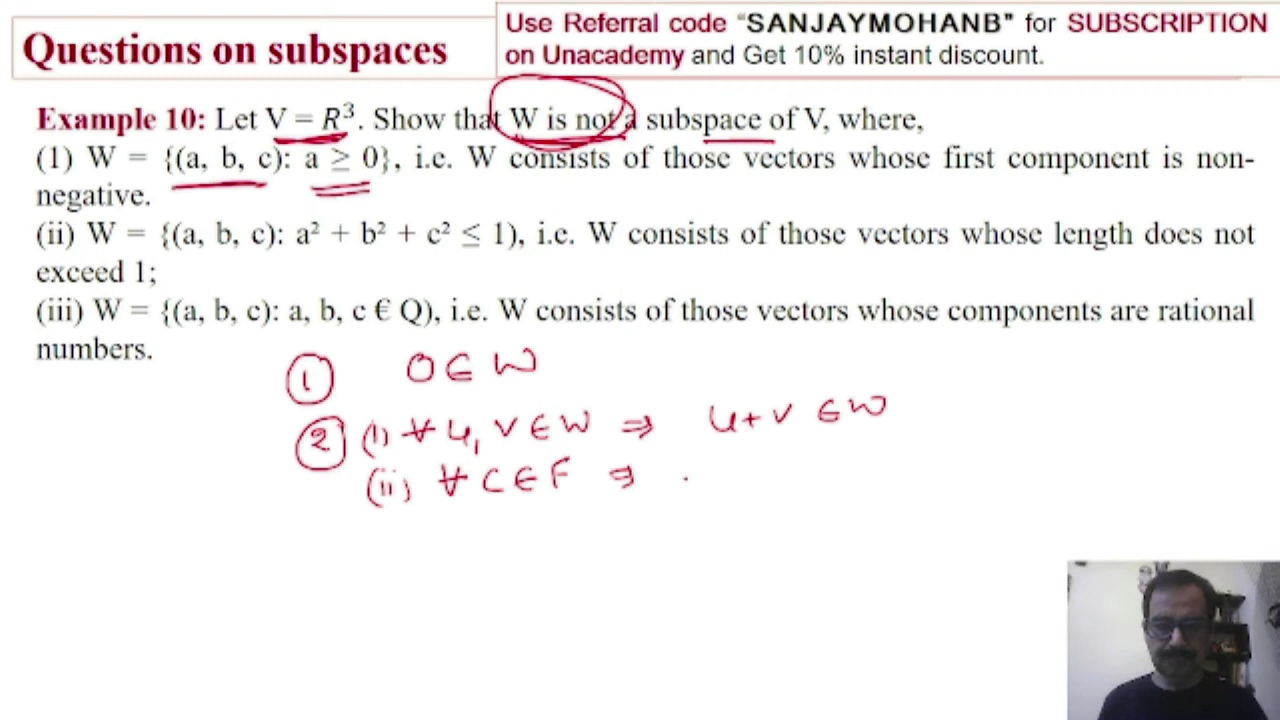 Questions on subspaces
Use Referral code “SANJAYMOHANB” for SUBSCRIPTION
on Unacademy and Get 10% instant discount.
Example 10: Let V = R³. Show that W is not a subspace of V, where,
(1) W = {(a, b, c): a ≥ 0}, i.e. W consists of those vectors whose first component is non-
negative.
(ii) W = {(a, b, c): a² + b² + c² ≤ 1), i.e. W consists of those vectors whose length does not
exceed 1;
(iii) W = {(a, b, c): a, b, c € Q), i.e. W consists of those vectors whose components are rational
numbers.
① 0 ∈ W
② (i) ∀ u, v ∈ W ⇒ u + v ∈ W
(ii) ∀ c ∈ F ⇒